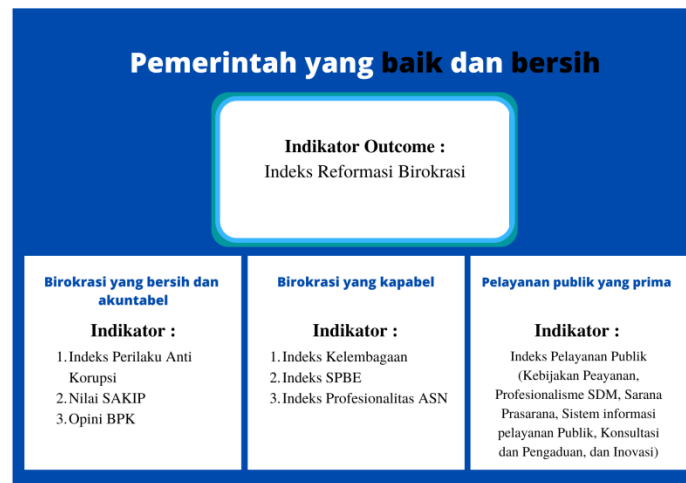 Pemerintah yang baik dan bersih
Indikator Outcome :
Indeks Reformasi Birokrasi
Birokrasi yang bersih dan
akuntabel
Indikator :
1.Indeks Perilaku Anti
Korupsi
2.Nilai SAKIP
3.Opini BPK
Birokrasi yang kapabel
Indikator :
1.Indeks Kelembagaan
2.Indeks SPBE
3.Indeks Profesionalitas ASN
Pelayanan publik yang prima
Indikator :
Indeks Pelayanan Publik
(Kebijakan Peayanan,
Profesionalisme SDM, Sarana
Prasarana, Sistem informasi
pelayanan Publik, Konsultasi
dan Pengaduan, dan Inovasi)